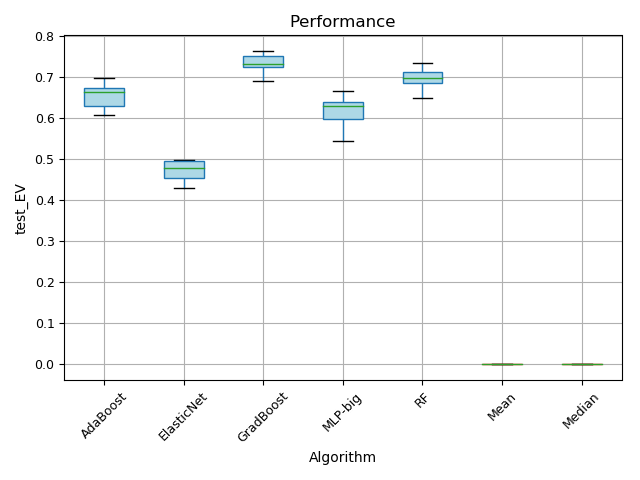 Performance
0.8
0.7
0.6
0.5
0.4
0.3
0.2
0.1
0.0
test_EV
AdaBoost
ElasticNet
GradBoost
MLP-big
RF
Mean
Median
Algorithm